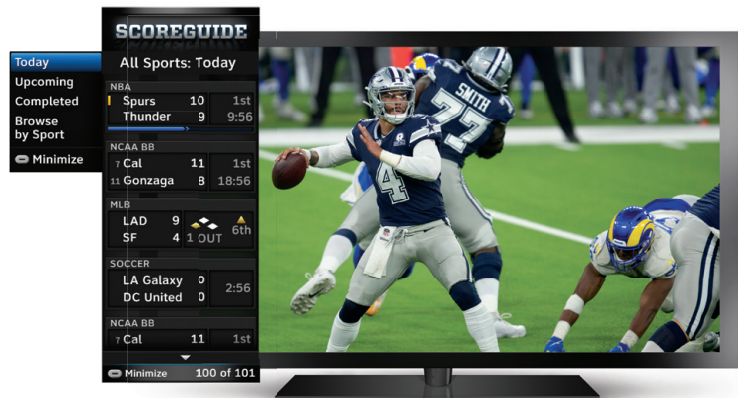 SCOREGUIDE
Today
Upcoming
Completed
Browse
by Sport
Minimize
All Sports: Today
NBA
Spurs 10 1st
Thunder 9 9:56
NCAA BB
7 Cal 11 1st
11 Gonzaga 8 18:56
MLB
LAD 9
SF 4 1 OUT 6th
SOCCER
LA Galaxy 0
DC United 0 2:56
NCAA BB
7 Cal 11 1st
Minimize 100 of 101
SMITH
77
4